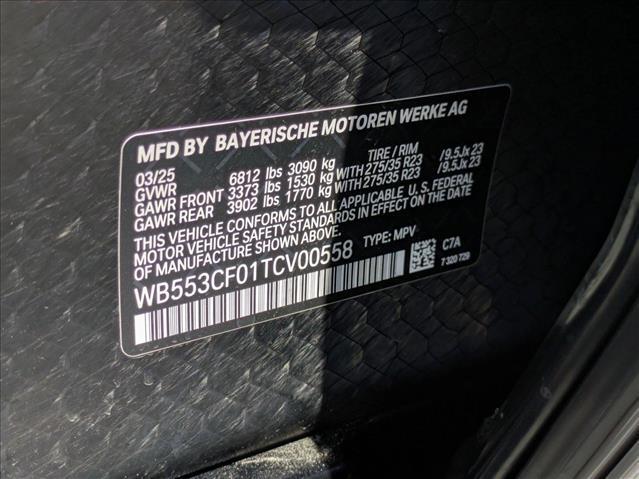 MFD BY BAYERISCHE MOTOREN WERKE AG
03/25 TIRE / RIM
GVWR 6812 lbs 3090 kg
GAWR FRONT 3373 lbs 1530 kg WITH 275/35 R23 /9.5Jx23
GAWR REAR 3902 lbs 1770 kg WITH 275/35 R23 /9.5Jx23
THIS VEHICLE CONFORMS TO ALL APPLICABLE U.S. FEDERAL
MOTOR VEHICLE SAFETY STANDARDS IN EFFECT ON THE DATE
OF MANUFACTURE SHOWN ABOVE.
WB553CF01TCV00558 TYPE: MPV C7A
7 320 729